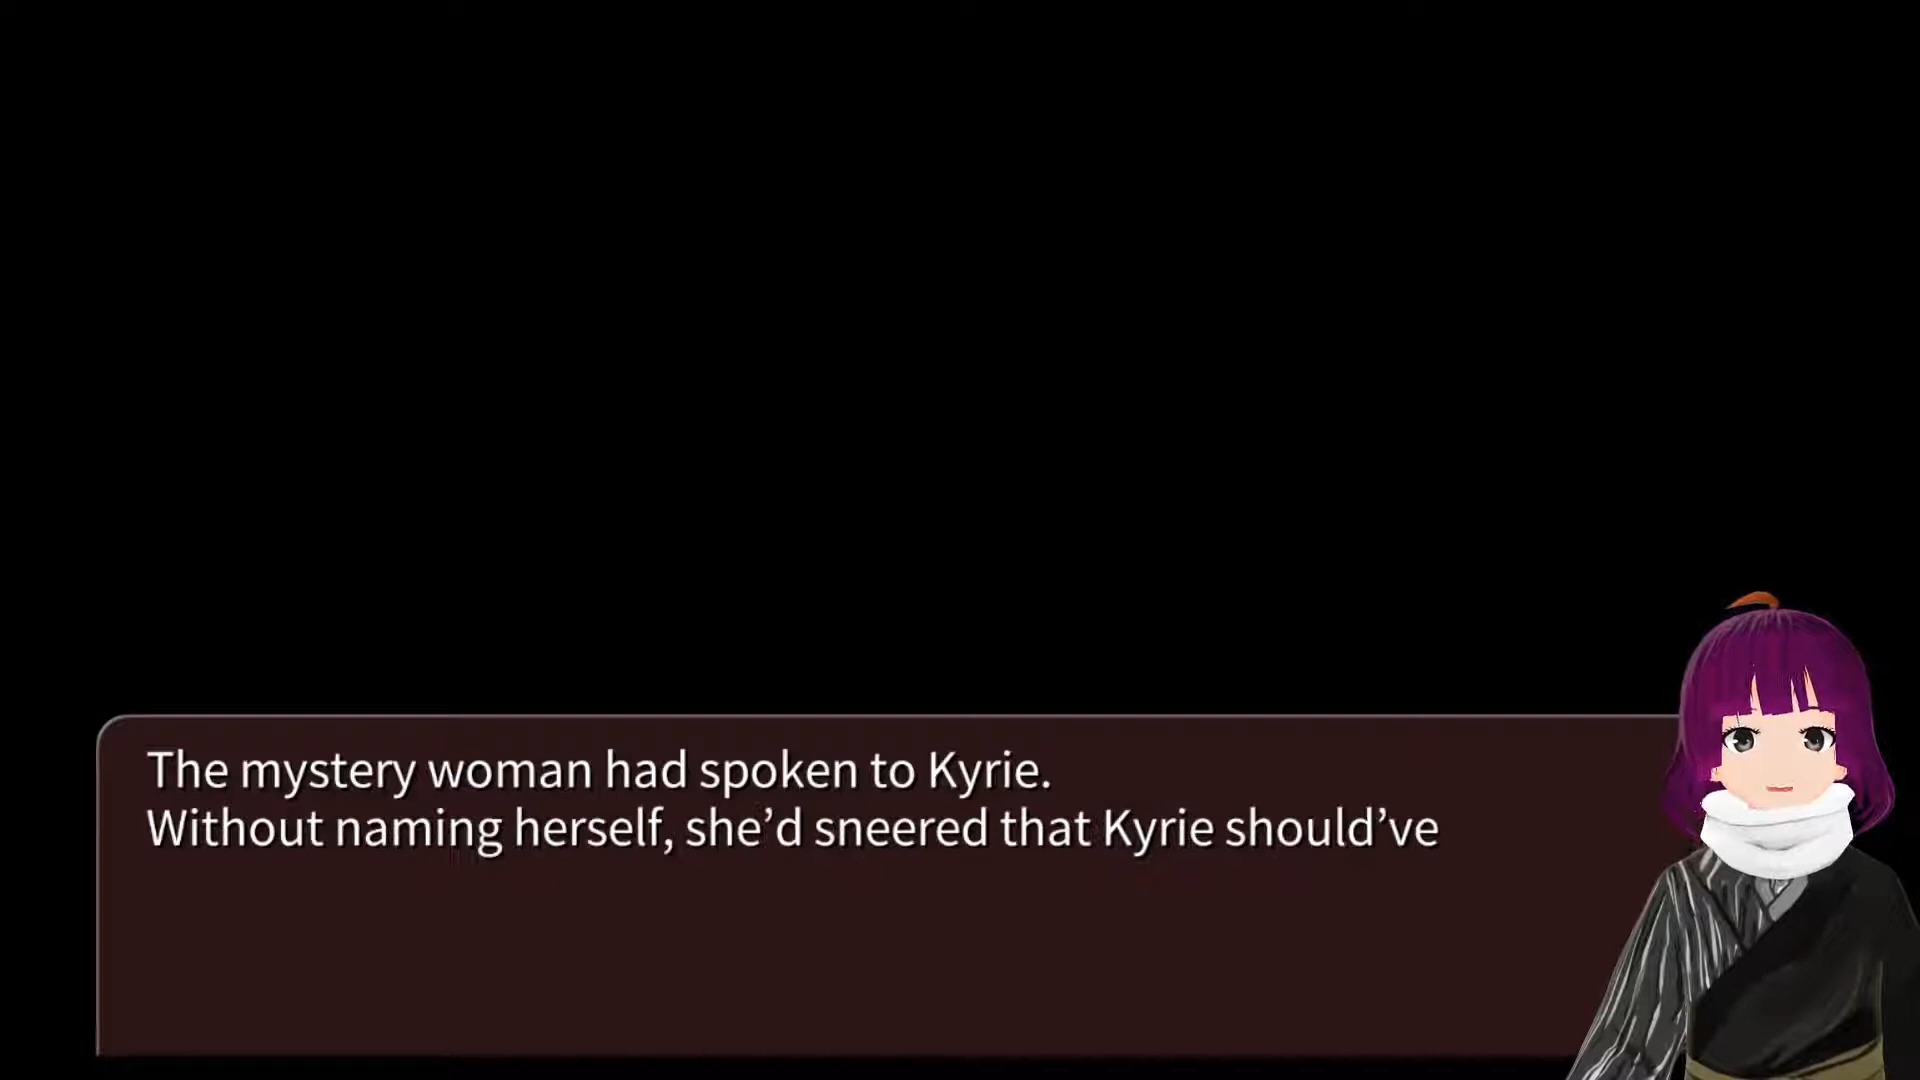 The mystery woman had spoken to Kyrie.
Without naming herself, she’d sneered that Kyrie should’ve